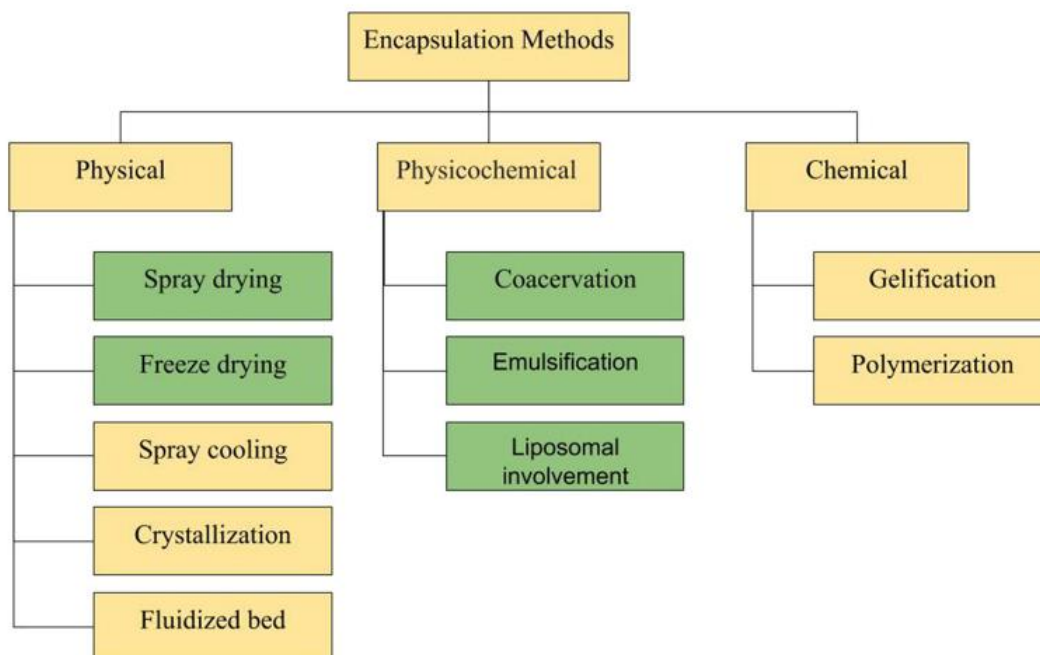 Encapsulation Methods
Physical
Physicochemical
Chemical
Spray drying
Freeze drying
Spray cooling
Crystallization
Fluidized bed
Coacervation
Emulsification
Liposomal
involvement
Gelification
Polymerization